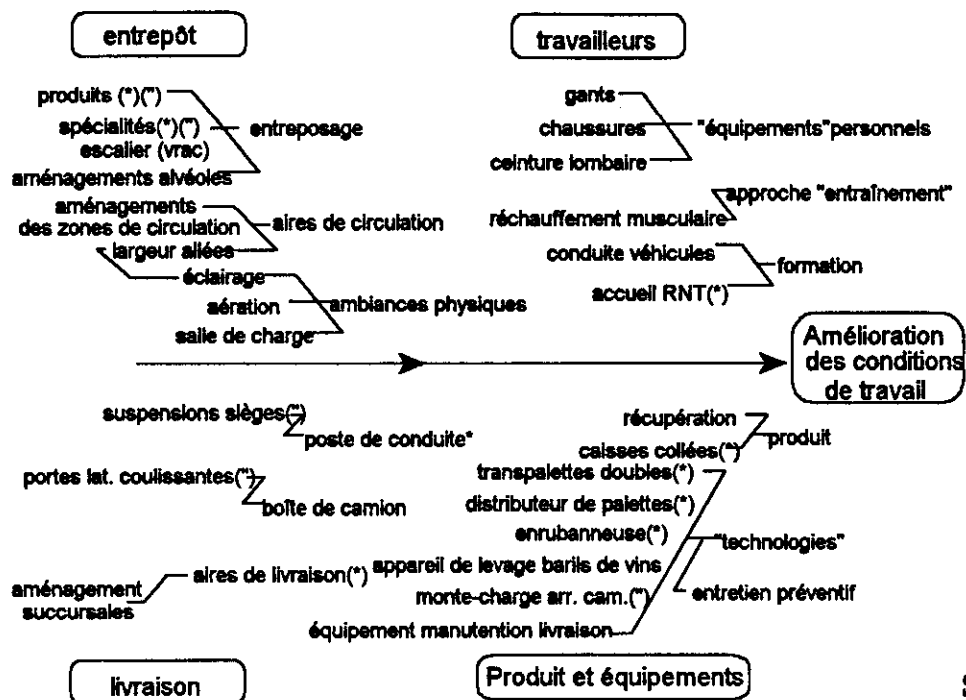 entrepôt
travailleurs
produits (*)(")
spécialités(*)(")
escalier (vrac)
aménagements alvéoles
entreposage
gants
chaussures
ceinture lombaire
"équipements"personnels
aménagements
des zones de circulation
largeur allées
aires de circulation
approche "entraînement"
réchauffement musculaire
conduite véhicules
accueil RNT(*)
formation
éclairage
aération
salle de charge
ambiances physiques
Amélioration
des conditions
de travail
suspensions sièges(")
poste de conduite*
portes lat. coulissantes(")
boîte de camion
aménagement
succursales
aires de livraison(*)
récupération
caisses collées(*)
produit
transpalettes doubles(*)
distributeur de palettes(*)
enrubanneuse(*)
appareil de levage barils de vins
monte-charge arr. cam.(")
équipement manutention livraison
"technologies"
entretien préventif
livraison
Produit et équipements